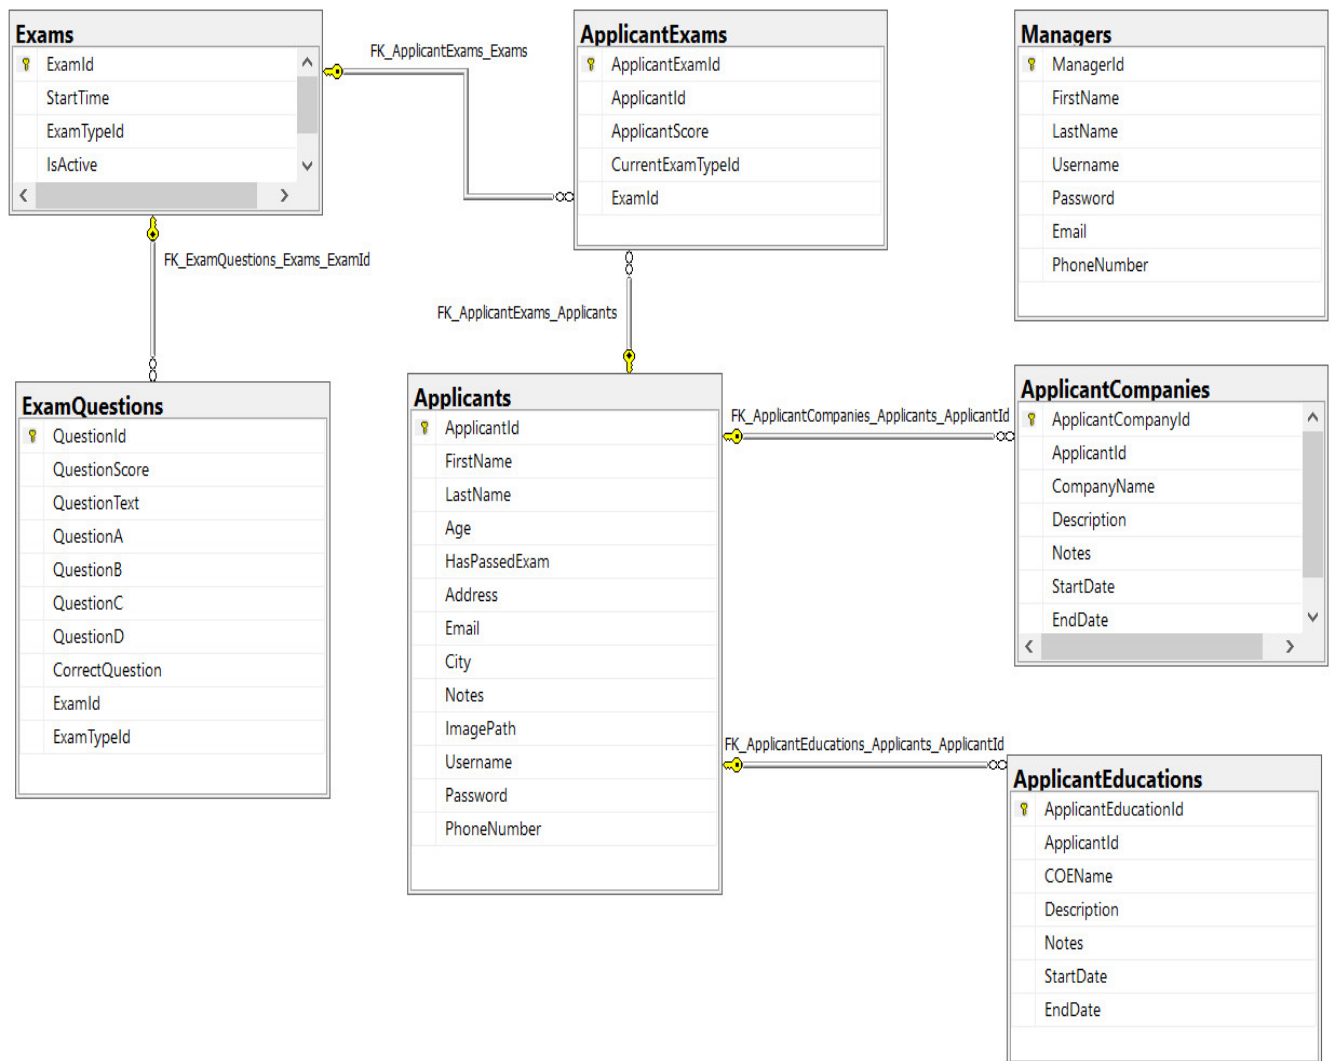 Exams
ExamId
StartTime
ExamTypeId
IsActive
FK_ApplicantExams_Exams
ApplicantExams
ApplicantExamId
ApplicantId
ApplicantScore
CurrentExamTypeId
ExamId
Managers
ManagerId
FirstName
LastName
Username
Password
Email
PhoneNumber
FK_ExamQuestions_Exams_ExamId
FK_ApplicantExams_Applicants
ExamQuestions
QuestionId
QuestionScore
QuestionText
QuestionA
QuestionB
QuestionC
QuestionD
CorrectQuestion
ExamId
ExamTypeId
Applicants
ApplicantId
FirstName
LastName
Age
HasPassedExam
Address
Email
City
Notes
ImagePath
Username
Password
PhoneNumber
FK_ApplicantCompanies_Applicants_ApplicantId
ApplicantCompanies
ApplicantCompanyId
ApplicantId
CompanyName
Description
Notes
StartDate
EndDate
FK_ApplicantEducations_Applicants_ApplicantId
ApplicantEducations
ApplicantEducationId
ApplicantId
COEName
Description
Notes
StartDate
EndDate